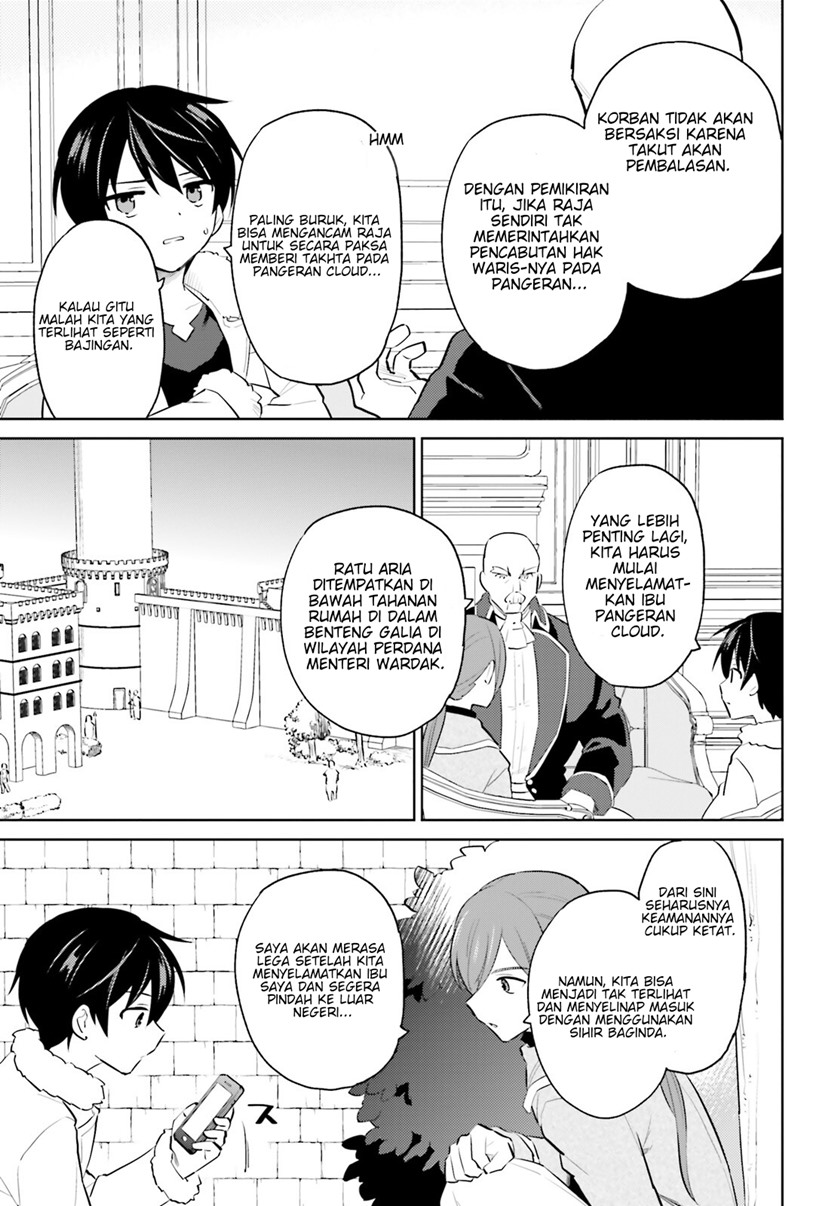 KORBAN TIDAK AKAN
BERSAKSI KARENA
TAKUT AKAN
PEMBALASAN.
DENGAN PEMIKIRAN
ITU, JIKA RAJA
SENDIRI TAK
MEMERINTAHKAN
PENCABUTAN HAK
WARIS-NYA PADA
PANGERAN...
HMM
PALING BURUK, KITA
BISA MENGANCAM RAJA
UNTUK SECARA PAKSA
MEMBERI TAKHTA PADA
PANGERAN CLOUD...
KALAU GITU
MALAH KITA YANG
TERLIHAT SEPERTI
BAJINGAN.
YANG LEBIH
PENTING LAGI,
KITA HARUS
MULAI
MENYELAMAT-
KAN IBU
PANGERAN
CLOUD.
RATU ARIA
DITEMPATKAN DI
BAWAH TAHANAN
RUMAH DI DALAM
BENTENG GALIA DI
WILAYAH PERDANA
MENTERI WARDAK.
DARI SINI
SEHARUSNYA
KEAMANANNYA
CUKUP KETAT.
NAMUN, KITA BISA
MENJADI TAK TERLIHAT
DAN MENYELINAP MASUK
DENGAN MENGGUNAKAN
SIHIR BAGINDA.
SAYA AKAN MERASA
LEGA SETELAH KITA
MENYELAMATKAN IBU
SAYA DAN SEGERA
PINDAH KE LUAR
NEGERI...
ス